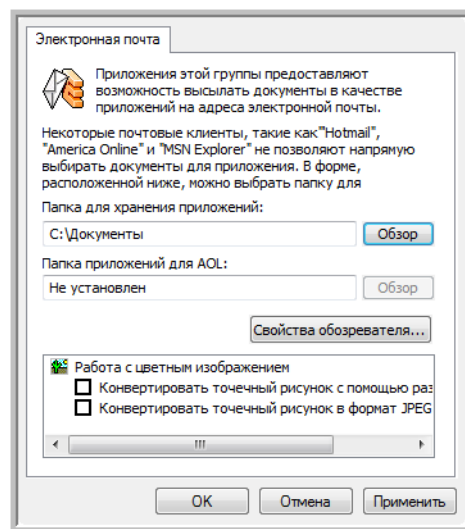 Электронная почта
Приложения этой группы предоставляют
возможность высылать документы в качестве
приложений на адреса электронной почты.
Некоторые почтовые клиенты, такие как"Hotmail",
"America Online" и "MSN Explorer" не позволяют напрямую
выбирать документы для приложения. В форме,
расположенной ниже, можно выбрать папку для
Папка для хранения приложений:
C:\Документы
Обзор
Папка приложений для AOL:
Не установлен
Обзор
Свойства обозревателя...
Работа с цветным изображением
Конвертировать точечный рисунок с помощью раз
Конвертировать точечный рисунок в формат JPEG
OK
Отмена
Применить